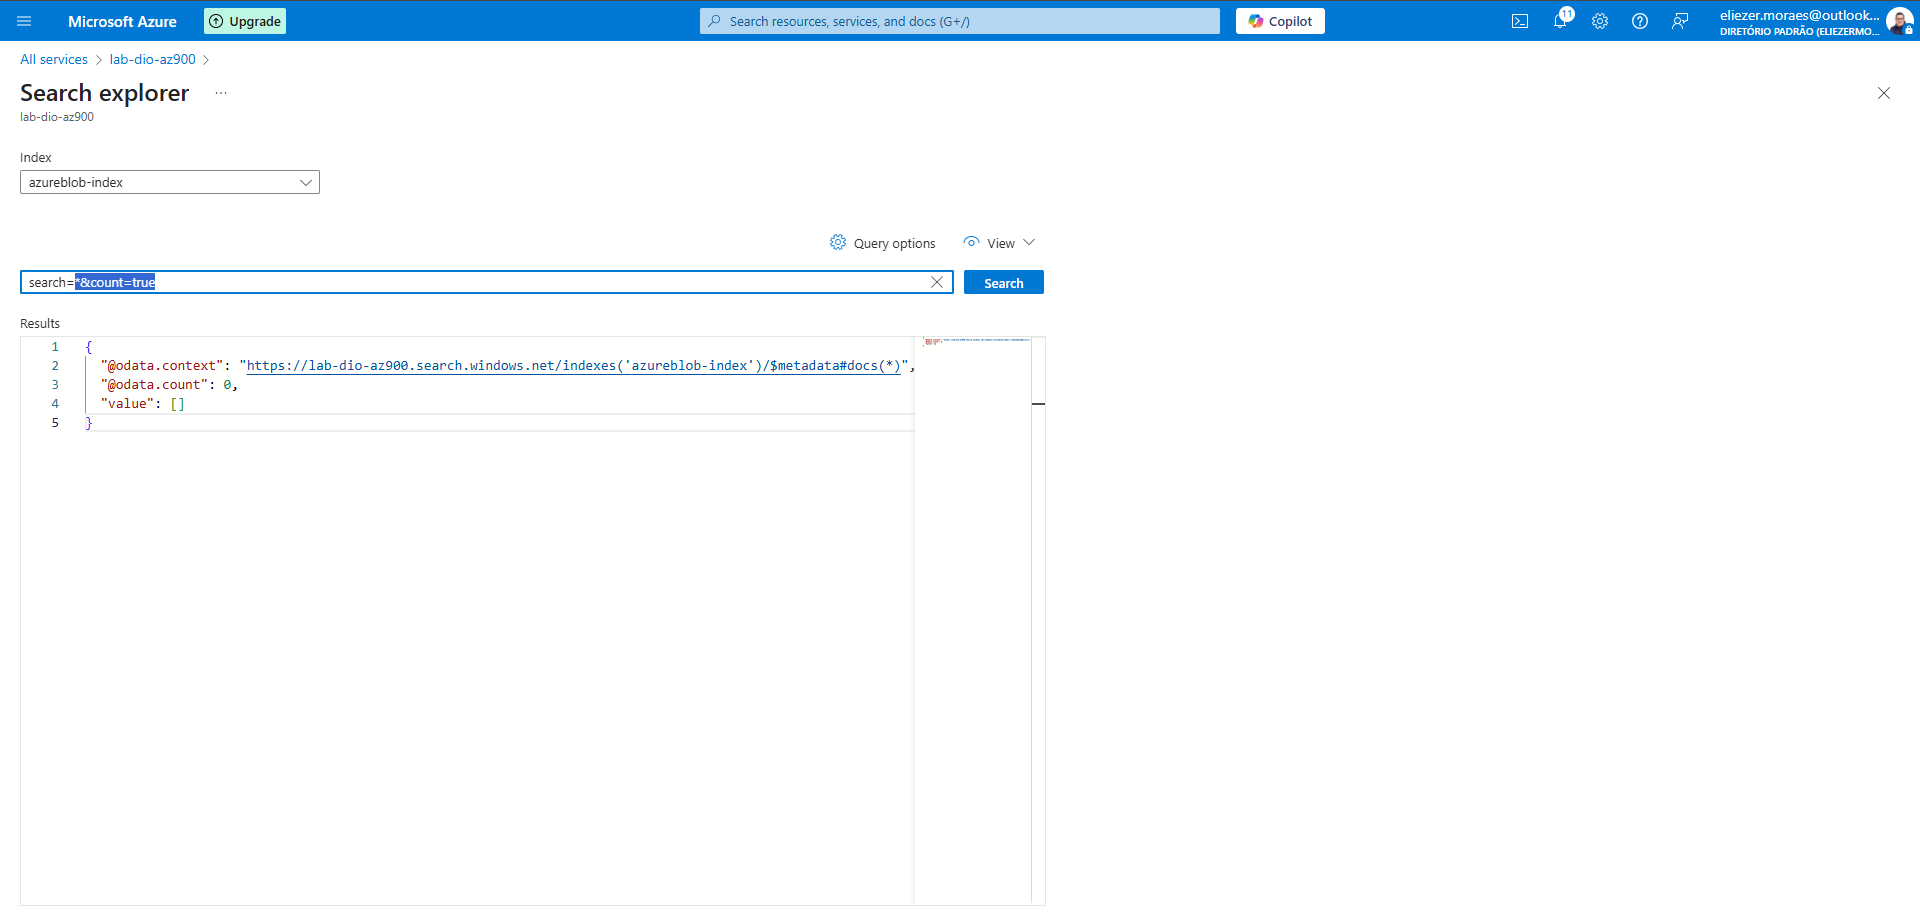 Microsoft Azure
Upgrade
Search resources, services, and docs (G+/)
Copilot
11
eliezer.moraes@outlook...
DIRETÓRIO PADRÃO (ELIEZERMO...
All services > lab-dio-az900 >
Search explorer ...
lab-dio-az900
Index
azureblob-index
Query options
View
search=*&count=true
Search
Results
1 {
2 "@odata.context": "https://lab-dio-az900.search.windows.net/indexes('azureblob-index')/$metadata#docs(*)",
3 "@odata.count": 0,
4 "value": []
5 }